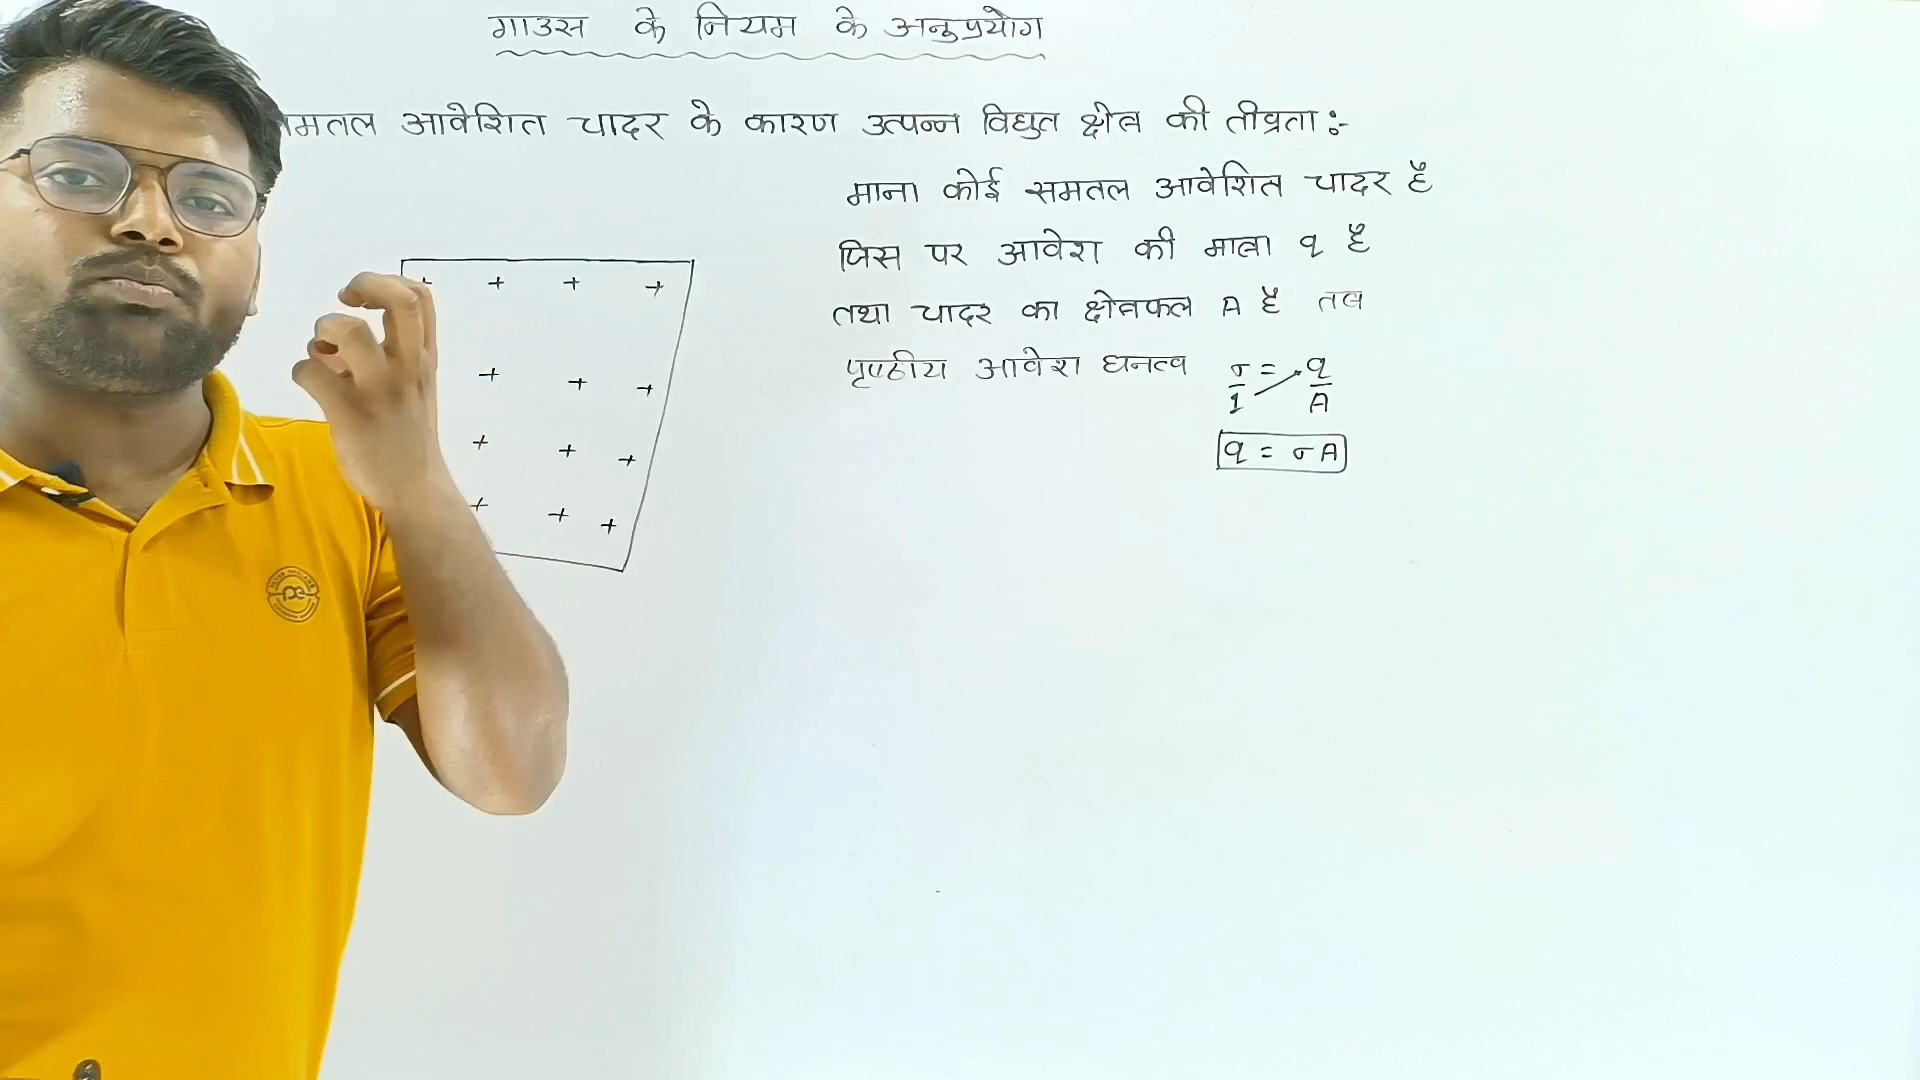 गाउस के नियम के अनुप्रयोग
समतल आवेशित चादर के कारण उत्पन्न विद्युत क्षेत्र की तीव्रता :-
माना कोई समतल आवेशित चादर है
जिस पर आवेश की मात्रा q है
तथा चादर का क्षेत्रफल A है तब
पृष्ठीय आवेश घनत्व σ/1 = q/A
q = σA
+ + + +
+ + +
+ + +
+ + +